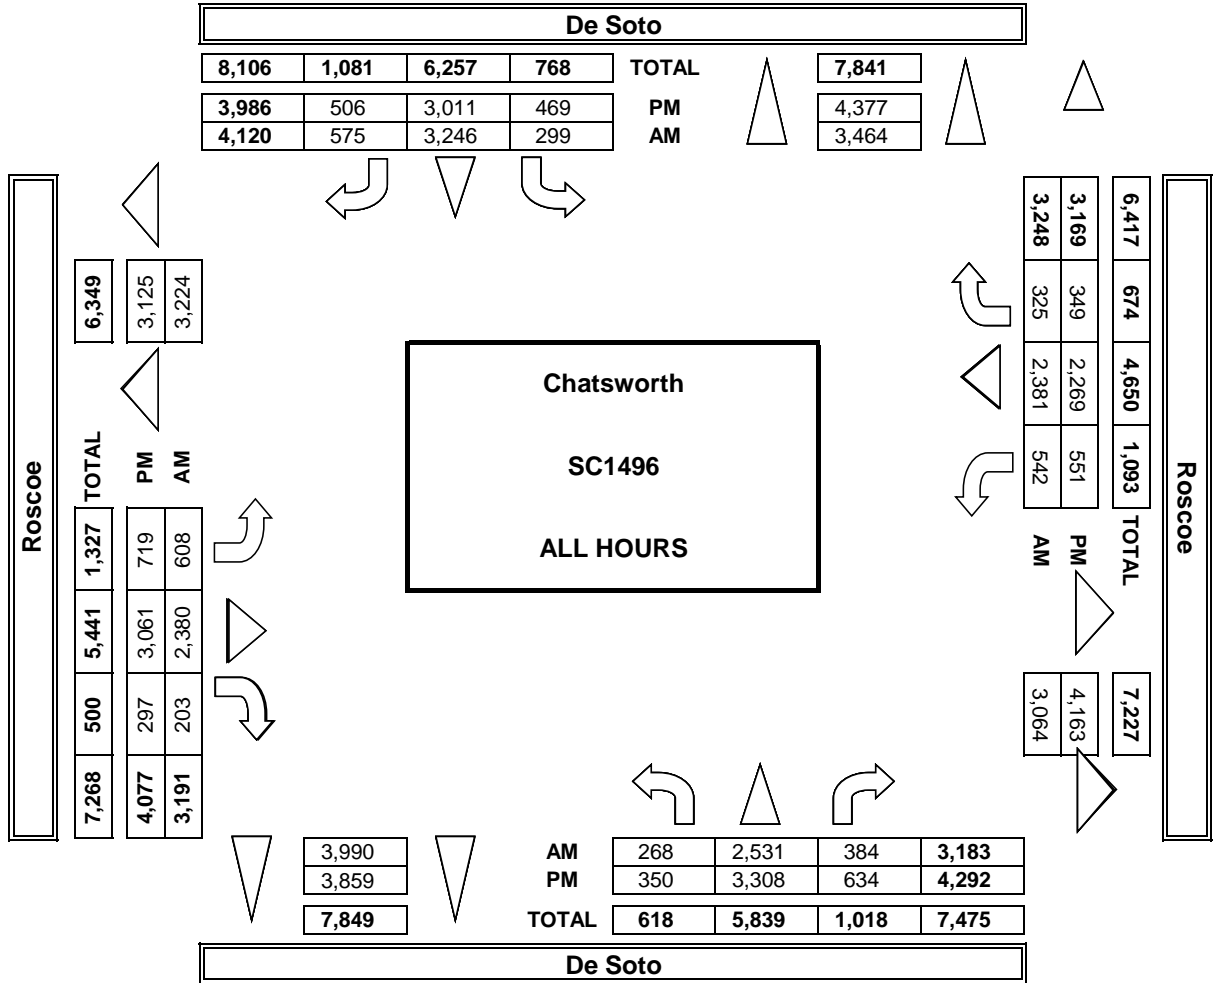 De Soto
8,106 1,081 6,257 768 TOTAL 7,841
3,986 506 3,011 469 PM 4,377
4,120 575 3,246 299 AM 3,464
Roscoe
6,349 3,125 3,224
TOTAL PM AM
1,327 719 608
5,441 3,061 2,380
500 297 203
7,268 4,077 3,191
Chatsworth
SC1496
ALL HOURS
3,248 3,169 6,417
325 349 674
2,381 2,269 4,650
542 551 1,093
AM PM TOTAL
3,064 4,163 7,227
Roscoe
3,990 AM 268 2,531 384 3,183
3,859 PM 350 3,308 634 4,292
7,849 TOTAL 618 5,839 1,018 7,475
De Soto